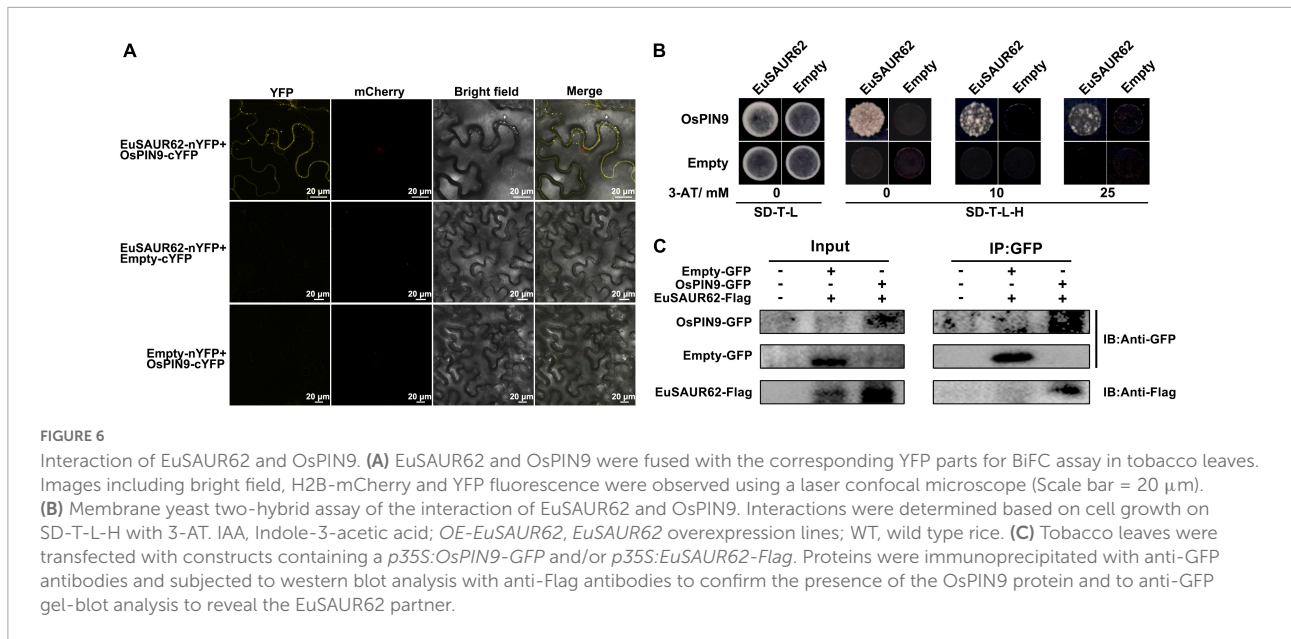 A
YFP mCherry Bright field Merge
EuSAUR62-nYFP+
OsPIN9-cYFP
20 μm 20 μm 20 μm 20 μm
EuSAUR62-nYFP+
Empty-cYFP
20 μm 20 μm 20 μm 20 μm
Empty-nYFP+
OsPIN9-cYFP
20 μm 20 μm 20 μm 20 μm
B
EuSAUR62 Empty EuSAUR62 Empty EuSAUR62 Empty EuSAUR62 Empty
OsPIN9
Empty
3-AT/ mM 0 0 10 25
SD-T-L SD-T-L-H
C
Input IP:GFP
Empty-GFP - + - - + -
OsPIN9-GFP - - + - - +
EuSAUR62-Flag - + + - + +
OsPIN9-GFP
IB:Anti-GFP
Empty-GFP
EuSAUR62-Flag IB:Anti-Flag
FIGURE 6
Interaction of EuSAUR62 and OsPIN9. (A) EuSAUR62 and OsPIN9 were fused with the corresponding YFP parts for BiFC assay in tobacco leaves.
Images including bright field, H2B-mCherry and YFP fluorescence were observed using a laser confocal microscope (Scale bar = 20 μm).
(B) Membrane yeast two-hybrid assay of the interaction of EuSAUR62 and OsPIN9. Interactions were determined based on cell growth on
SD-T-L-H with 3-AT. IAA, Indole-3-acetic acid; OE-EuSAUR62, EuSAUR62 overexpression lines; WT, wild type rice. (C) Tobacco leaves were
transfected with constructs containing a p35S:OsPIN9-GFP and/or p35S:EuSAUR62-Flag. Proteins were immunoprecipitated with anti-GFP
antibodies and subjected to western blot analysis with anti-Flag antibodies to confirm the presence of the OsPIN9 protein and to anti-GFP
gel-blot analysis to reveal the EuSAUR62 partner.